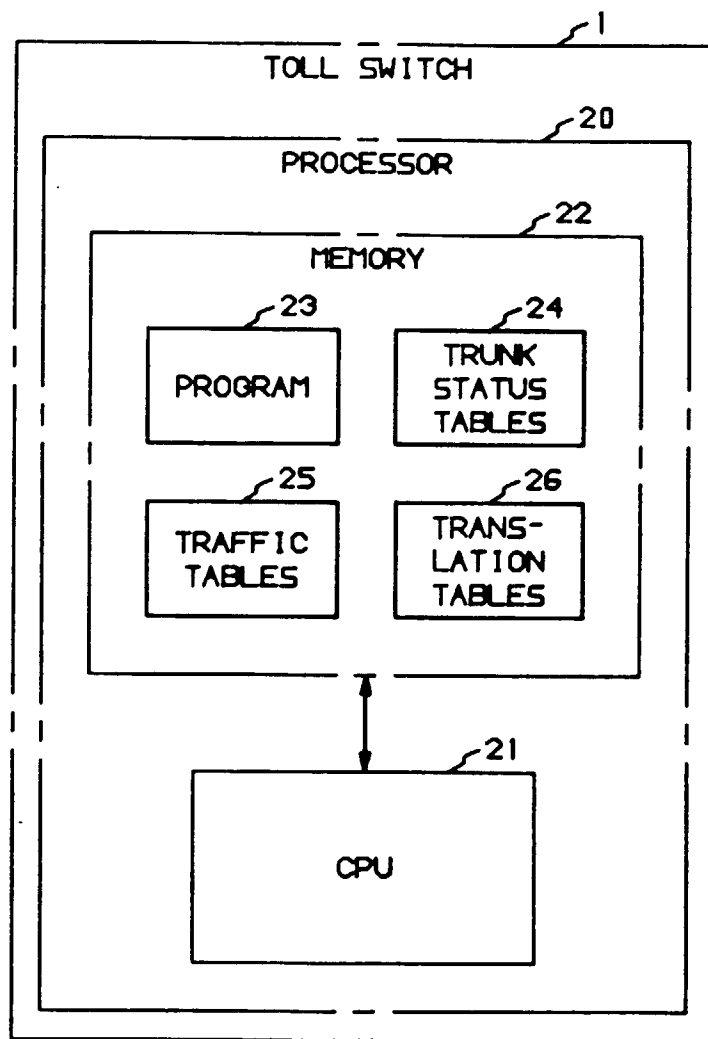 1
TOLL SWITCH
20
PROCESSOR
22
MEMORY
23
PROGRAM
24
TRUNK
STATUS
TABLES
25
TRAFFIC
TABLES
26
TRANS-
LATION
TABLES
21
CPU